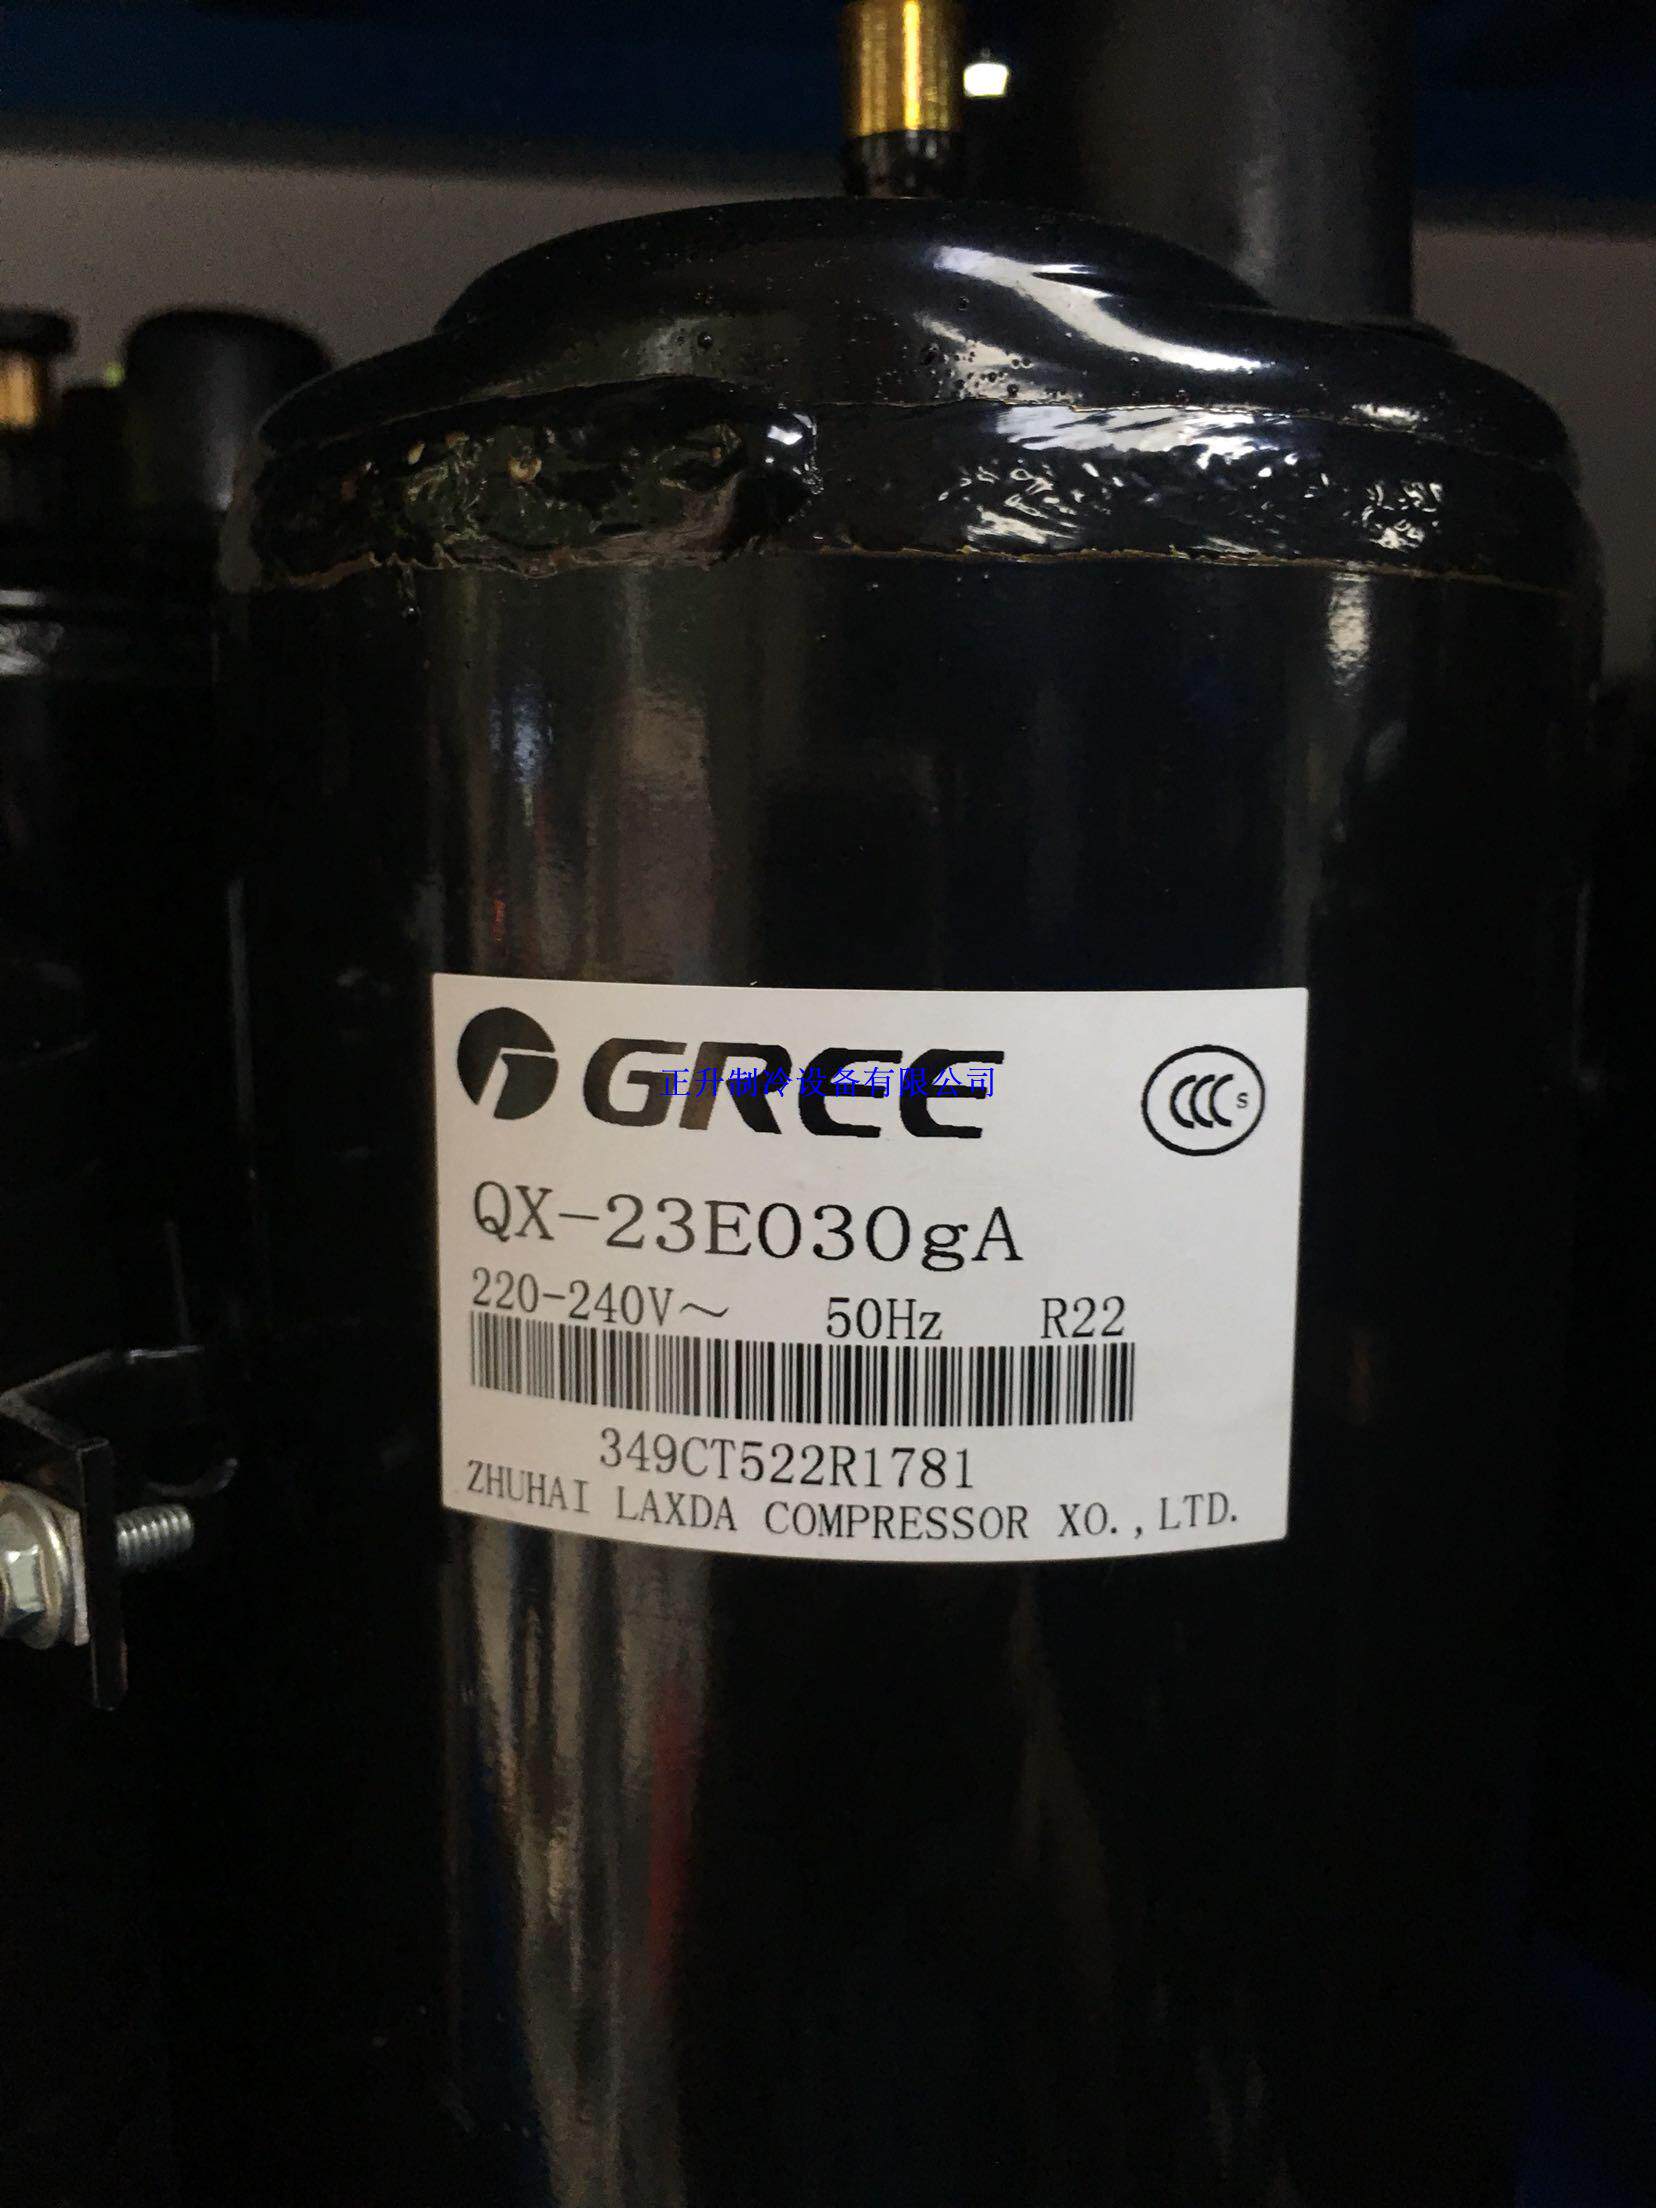 GREE
正升制冷设备有限公司
CCC S
QX-23E030gA
220-240V～ 50Hz R22
349CT522R1781
ZHUHAI LAXDA COMPRESSOR XO.,LTD.